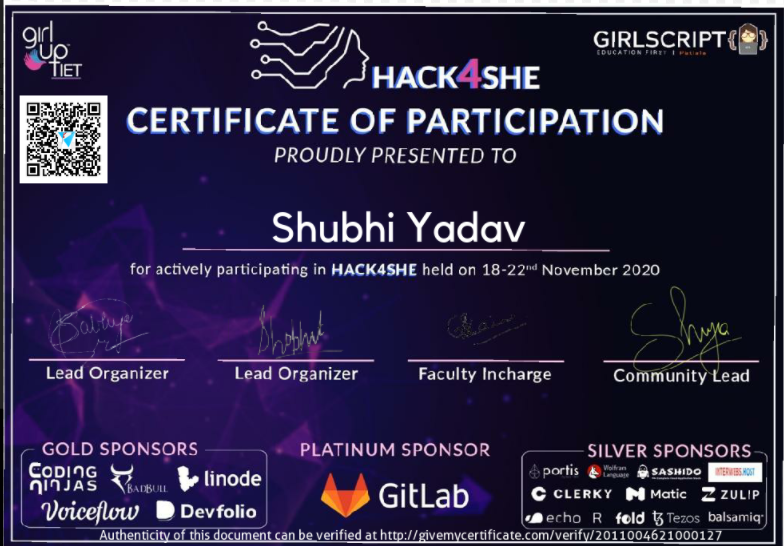 girl
up
TIET
HACK4SHE
GIRLSCRIPT
EDUCATION FIRST | Patiala
CERTIFICATE OF PARTICIPATION
PROUDLY PRESENTED TO
Shubhi Yadav
for actively participating in HACK4SHE held on 18-22nd November 2020
Lead Organizer
Lead Organizer
Faculty Incharge
Community Lead
GOLD SPONSORS
CODING
NINJAS
BADBULL
linode
Voiceflow
Devfolio
PLATINUM SPONSOR
GitLab
SILVER SPONSORS
portis
Wolfram
Language
SASHIDO
INTERWEBS.HOST
CLERKY
Matic
ZULIP
echo R
fold
Tezos
balsamiq
Authenticity of this document can be verified at http://givemycertificate.com/verify/2011004621000127